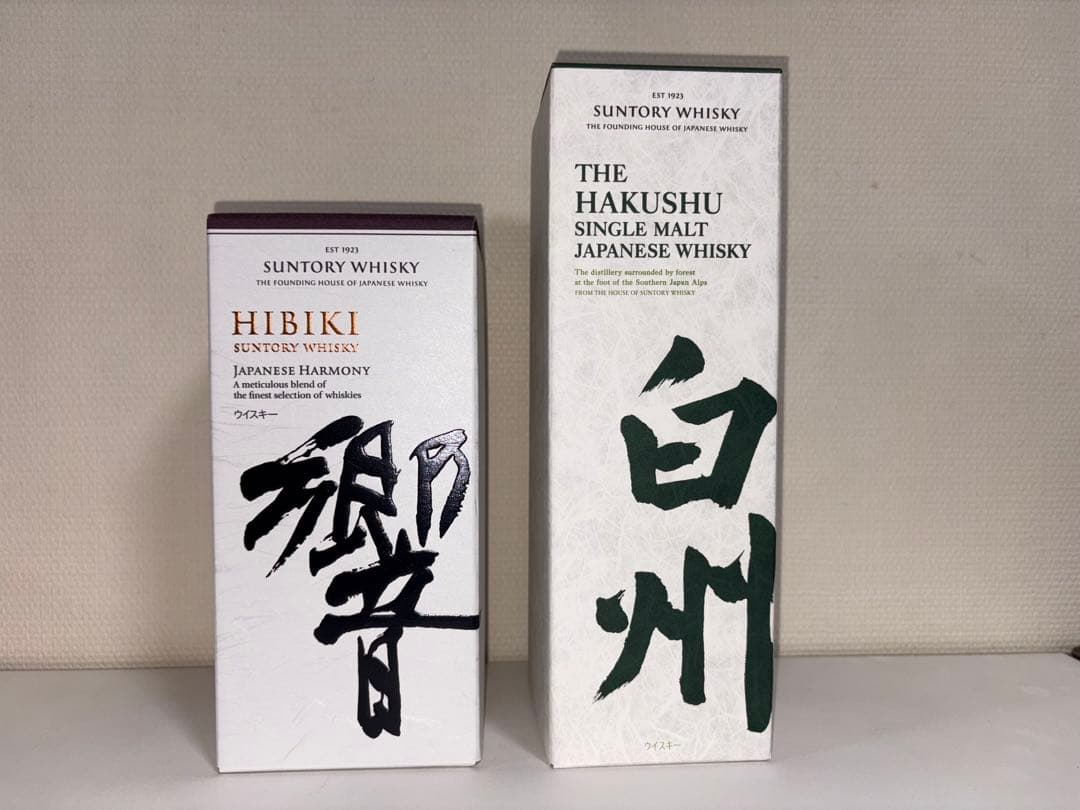 EST 1923
SUNTORY WHISKY
THE FOUNDING HOUSE OF JAPANESE WHISKY
HIBIKI
SUNTORY WHISKY
JAPANESE HARMONY
A meticulous blend of
the finest selection of whiskies
ウイスキー
響
EST 1923
SUNTORY WHISKY
THE FOUNDING HOUSE OF JAPANESE WHISKY
THE
HAKUSHU
SINGLE MALT
JAPANESE WHISKY
The distillery surrounded by forest
at the foot of the Southern Japan Alps
FROM THE HOUSE OF SUNTORY WHISKY
白
州
ウイスキー